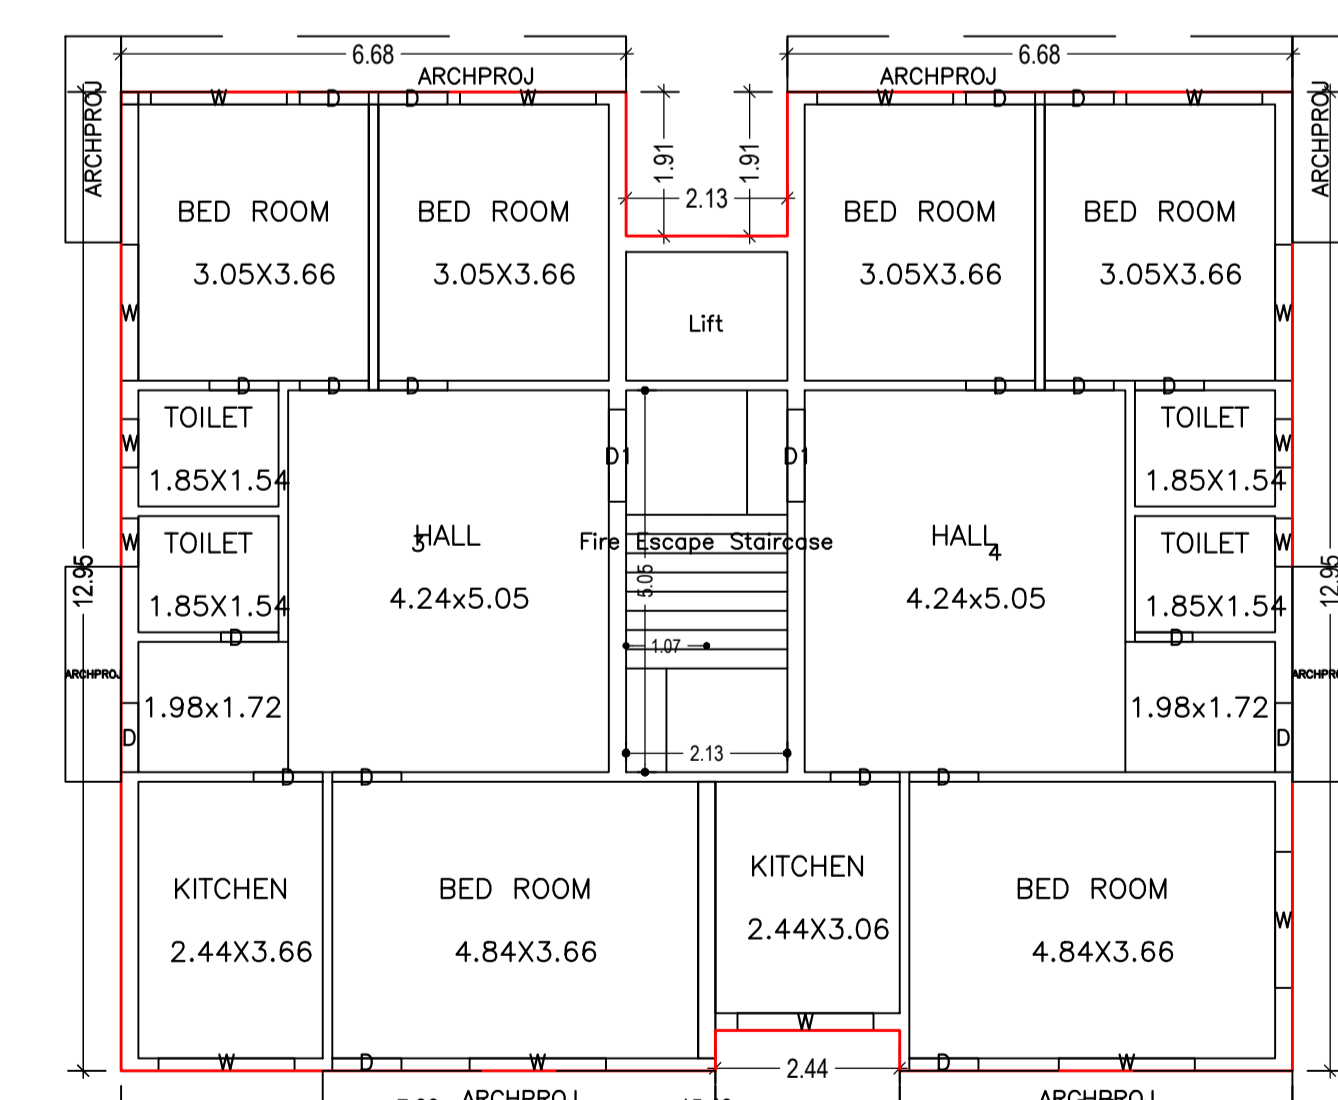 6.68
6.68
ARCHPROJ
ARCHPROJ
ARCHPROJ
ARCHPROJ
W
D
D
W
W
D
D
W
1.91
1.91
2.13
BED ROOM
BED ROOM
BED ROOM
BED ROOM
3.05X3.66
3.05X3.66
3.05X3.66
3.05X3.66
W
Lift
W
D
D
D
D
D
D
TOILET
TOILET
W
D1
D1
W
1.85X1.54
1.85X1.54
3
HALL
Fire Escape Staircase
HALL
4
W
TOILET
TOILET
W
12.95
5.05
12.95
1.85X1.54
4.24x5.05
4.24x5.05
1.85X1.54
D
1.07
D
ARCHPROJ
1.98x1.72
1.98x1.72
D
2.13
D
D
D
D
D
KITCHEN
BED ROOM
KITCHEN
BED ROOM
2.44X3.66
4.84X3.66
2.44X3.06
4.84X3.66
W
W
W
D
W
D
W
2.44
ARCHPROJ
ARCHPROJ